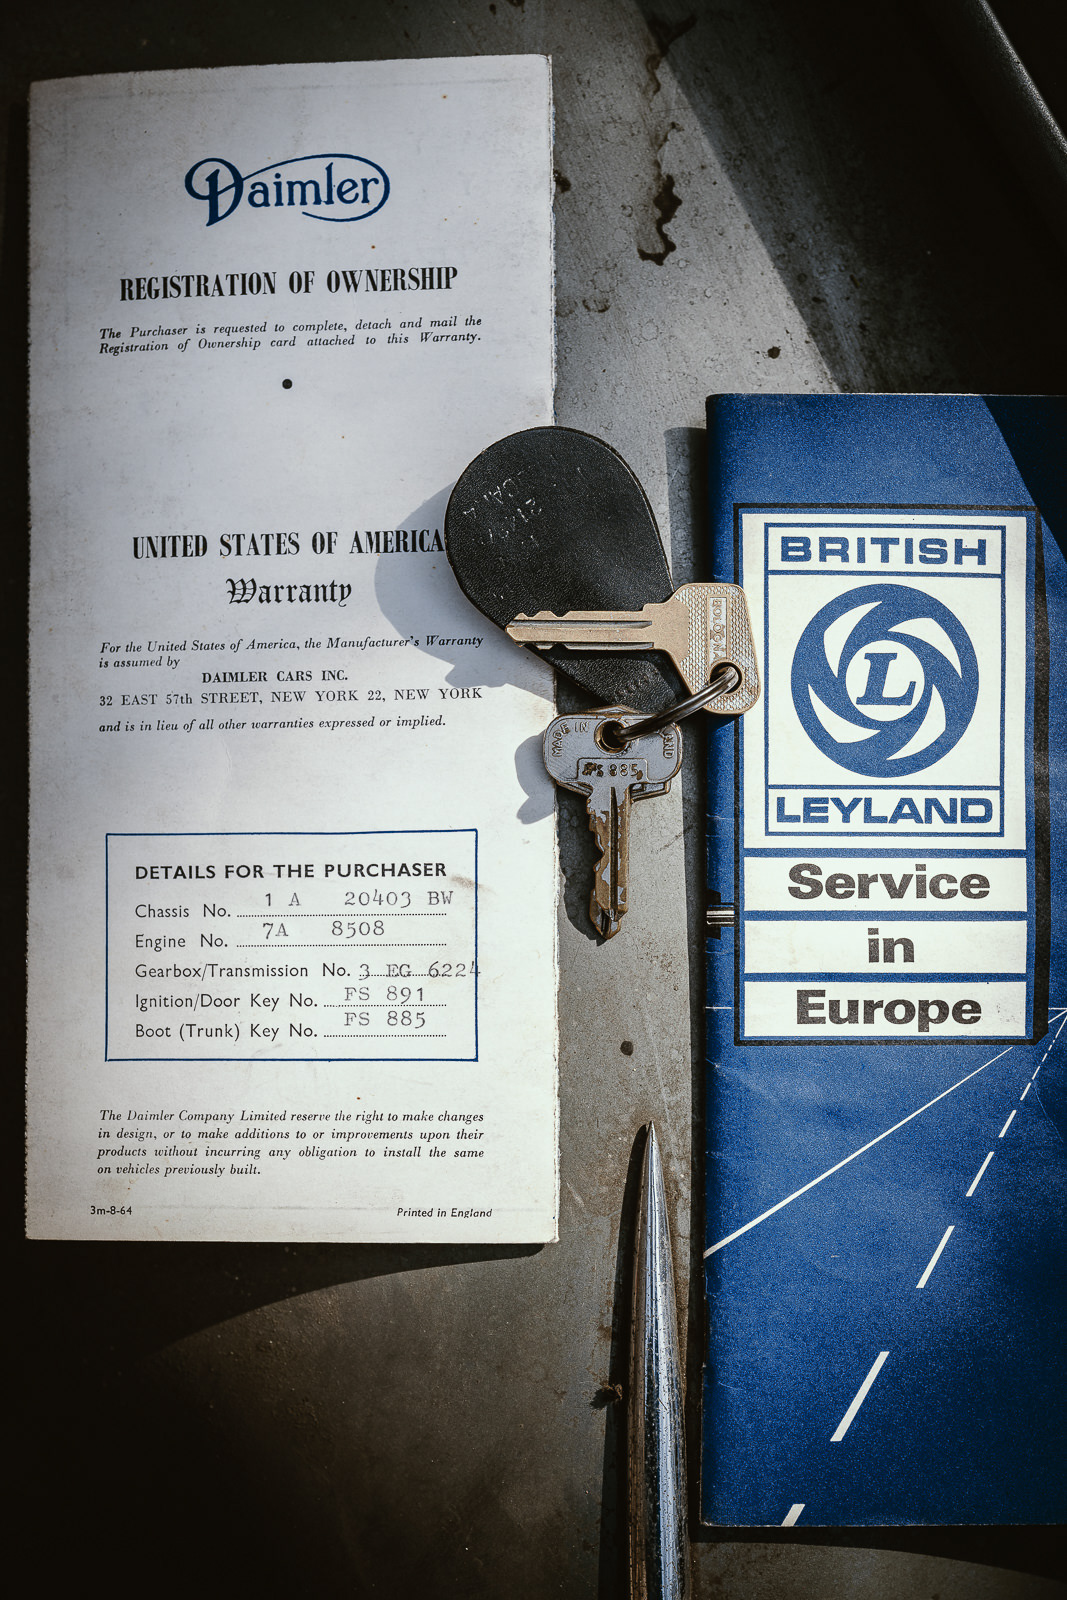 Daimler
REGISTRATION OF OWNERSHIP
The Purchaser is requested to complete, detach and mail the
Registration of Ownership card attached to this Warranty.
UNITED STATES OF AMERICA
Warranty
For the United States of America, the Manufacturer's Warranty
is assumed by
DAIMLER CARS INC.
32 EAST 57th STREET, NEW YORK 22, NEW YORK
and is in lieu of all other warranties expressed or implied.
DETAILS FOR THE PURCHASER
Chassis No. 1 A 20403 BW
Engine No. 7A 8508
Gearbox/Transmission No. 3 EG 6224
Ignition/Door Key No. FS 891
Boot (Trunk) Key No. FS 885
The Daimler Company Limited reserve the right to make changes
in design, or to make additions to or improvements upon their
products without incurring any obligation to install the same
on vehicles previously built.
3m-8-64
Printed in England
MADE IN
FS 885
BRITISH
L
LEYLAND
Service
in
Europe